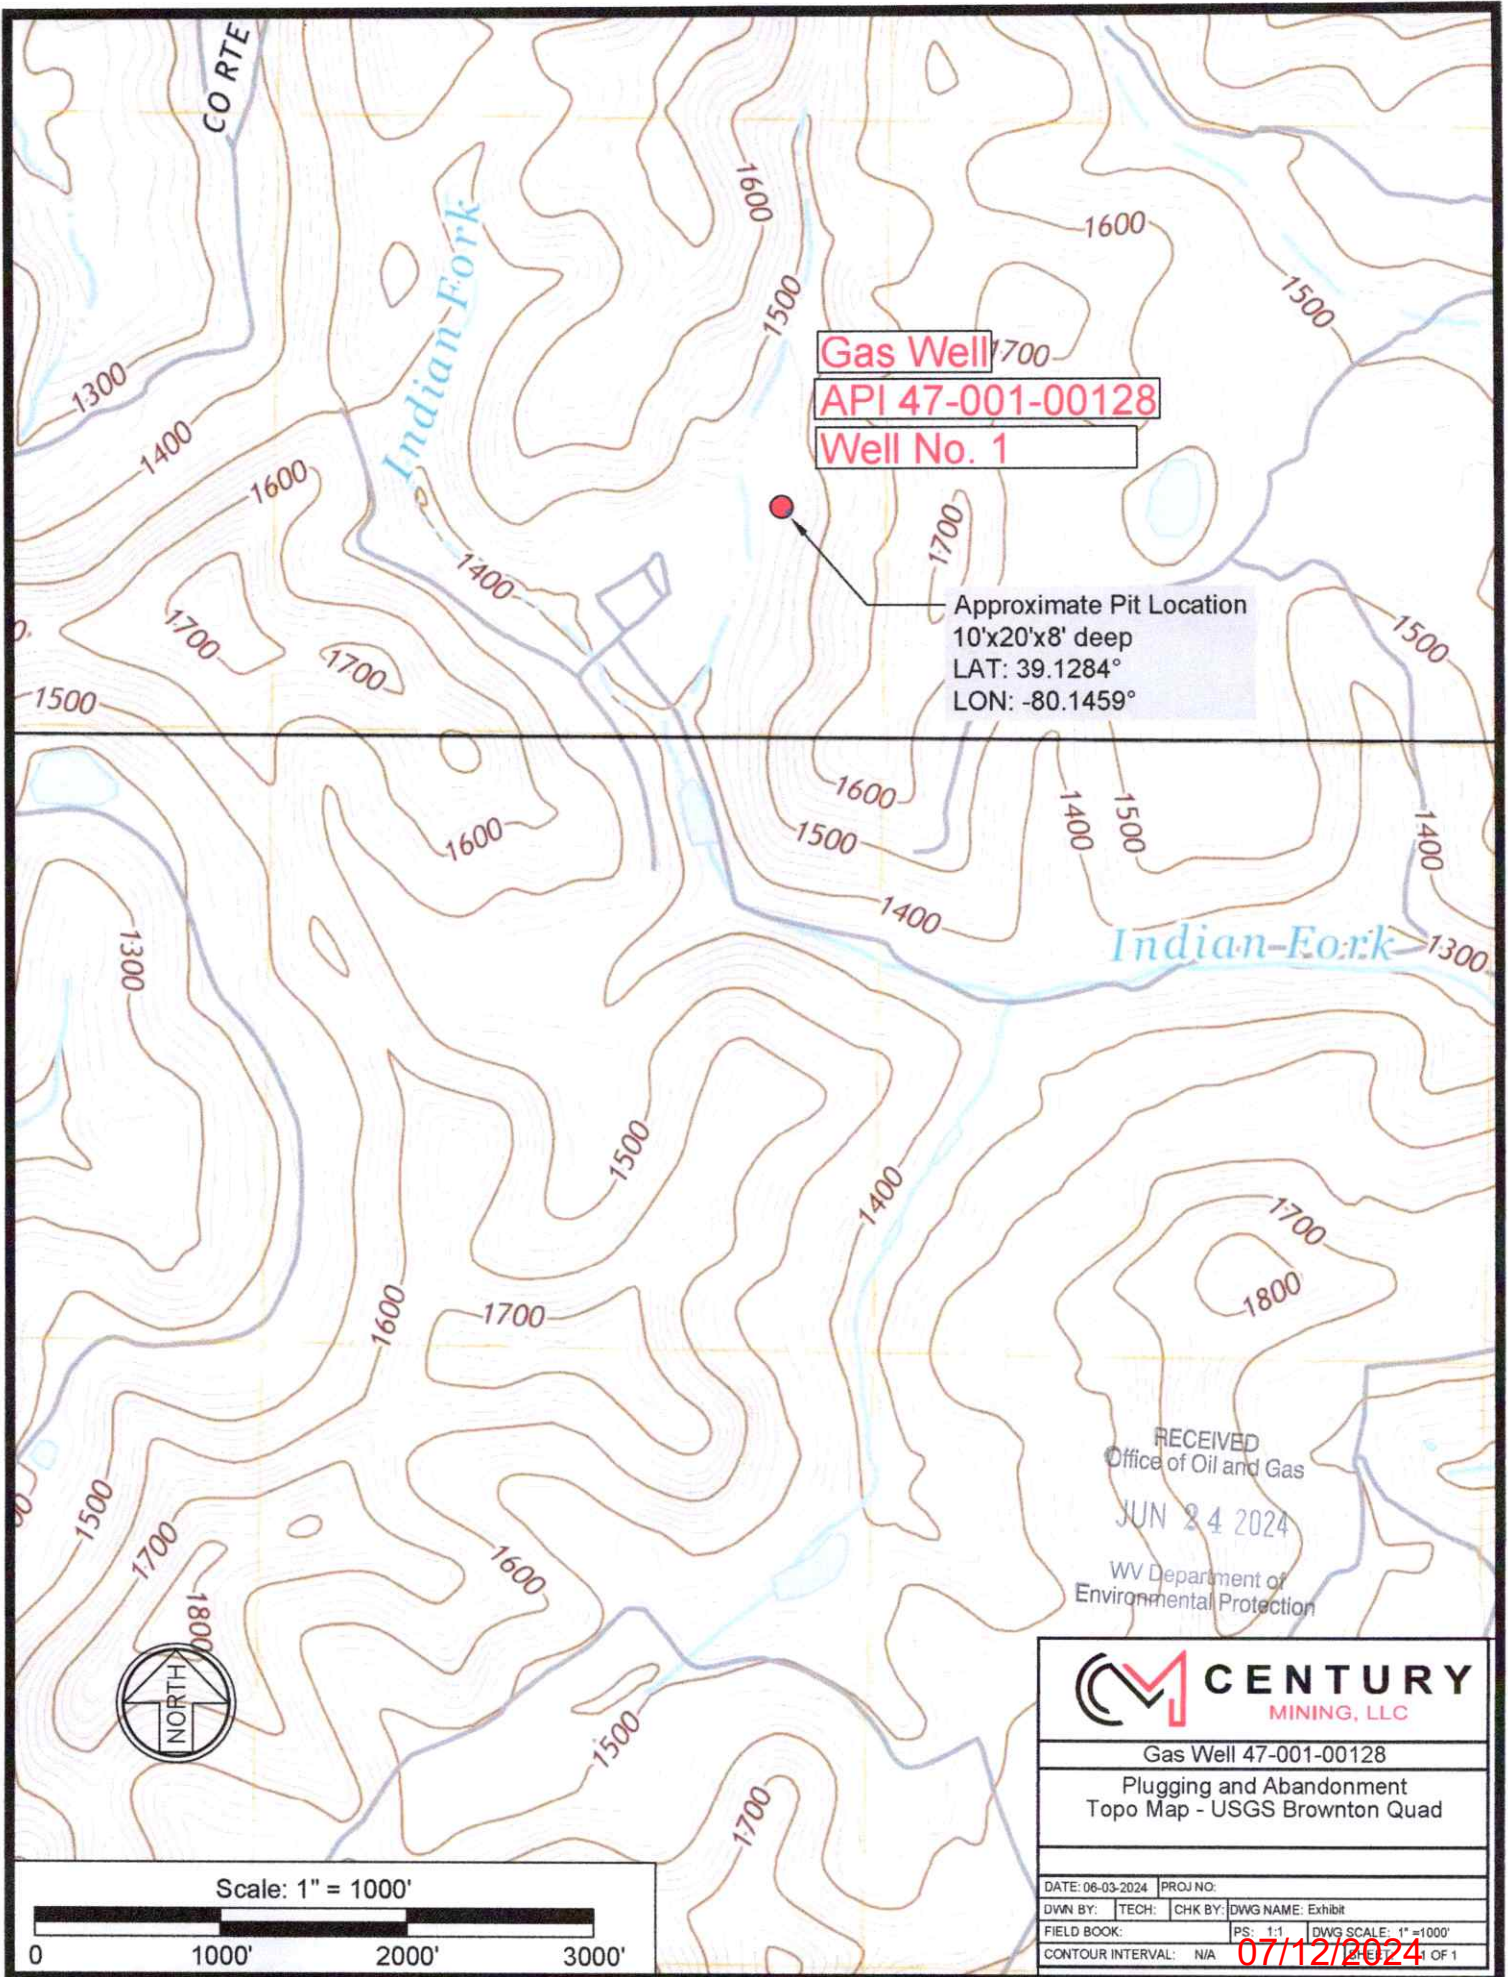 CO RTE
1600
1600
Indian Fork
1500
1500
1300
Gas Well
1700
API 47-001-00128
Well No. 1
1400
1600
1700
1400
Approximate Pit Location
10'x20'x8' deep
LAT: 39.1284°
LON: -80.1459°
1500
1700
1700
1500
1600
1600
1500
1400
1500
1400
1400
Indian Fork
1300
1300
1500
1400
1700
1800
1600
1700
RECEIVED
Office of Oil and Gas
JUN 24 2024
WV Department of
Environmental Protection
1500
1700
1600
1800
NORTH
1500
1700
CENTURY
MINING, LLC
Gas Well 47-001-00128
Plugging and Abandonment
Topo Map - USGS Brownton Quad
Scale: 1" = 1000'
0 1000' 2000' 3000'
DATE: 06-03-2024 PROJ NO:
DWN BY: TECH: CHK BY: DWG NAME: Exhibit
FIELD BOOK: PS: 1:1 DWG SCALE: 1" =1000'
CONTOUR INTERVAL: N/A SHEET: 1 OF 1
07/12/2024